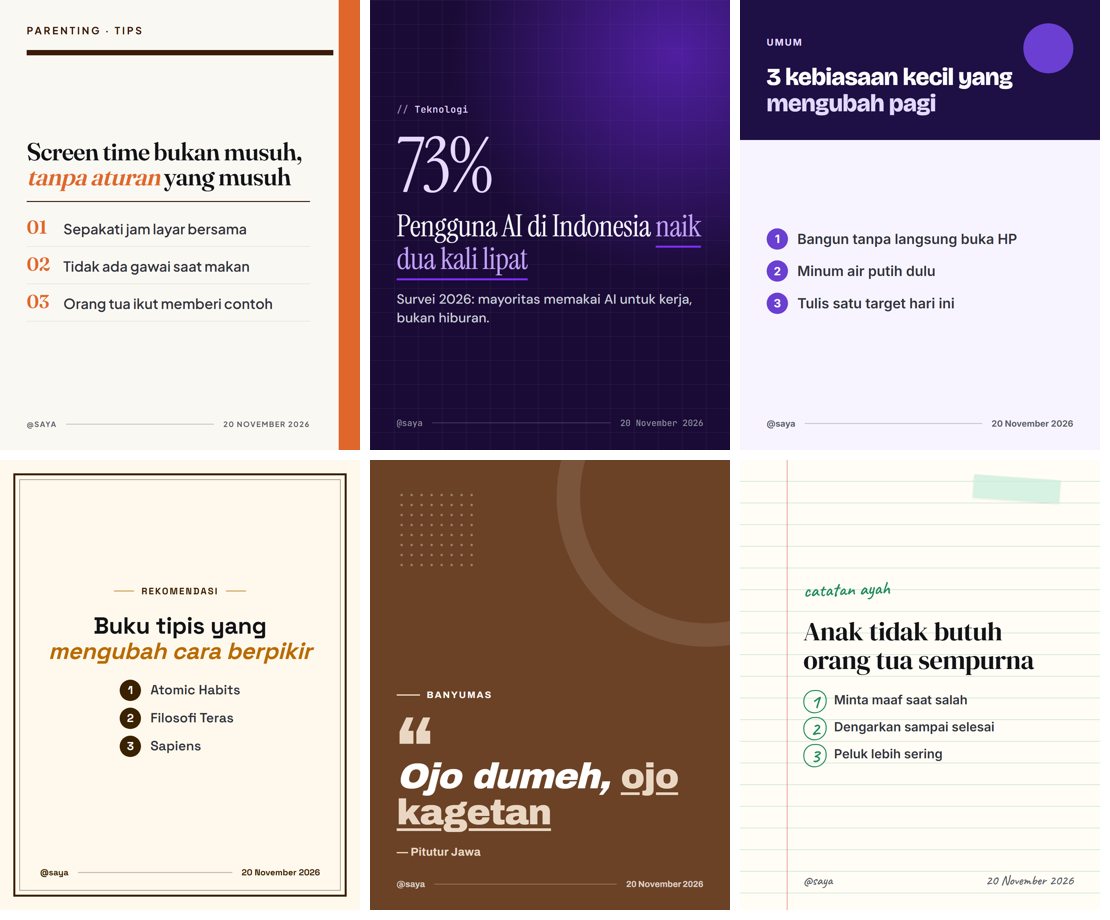 PARENTING · TIPS
Screen time bukan musuh,
tanpa aturan yang musuh
01 Sepakati jam layar bersama
02 Tidak ada gawai saat makan
03 Orang tua ikut memberi contoh
@SAYA 20 NOVEMBER 2026
// Teknologi
73%
Pengguna AI di Indonesia naik
dua kali lipat
Survei 2026: mayoritas memakai AI untuk kerja,
bukan hiburan.
@saya 20 November 2026
UMUM
3 kebiasaan kecil yang
mengubah pagi
1 Bangun tanpa langsung buka HP
2 Minum air putih dulu
3 Tulis satu target hari ini
@saya 20 November 2026
REKOMENDASI
Buku tipis yang
mengubah cara berpikir
1 Atomic Habits
2 Filosofi Teras
3 Sapiens
@saya 20 November 2026
BANYUMAS
“
Ojo dumeh, ojo
kagetan
— Pitutur Jawa
@saya 20 November 2026
catatan ayah
Anak tidak butuh
orang tua sempurna
1 Minta maaf saat salah
2 Dengarkan sampai selesai
3 Peluk lebih sering
@saya 20 November 2026